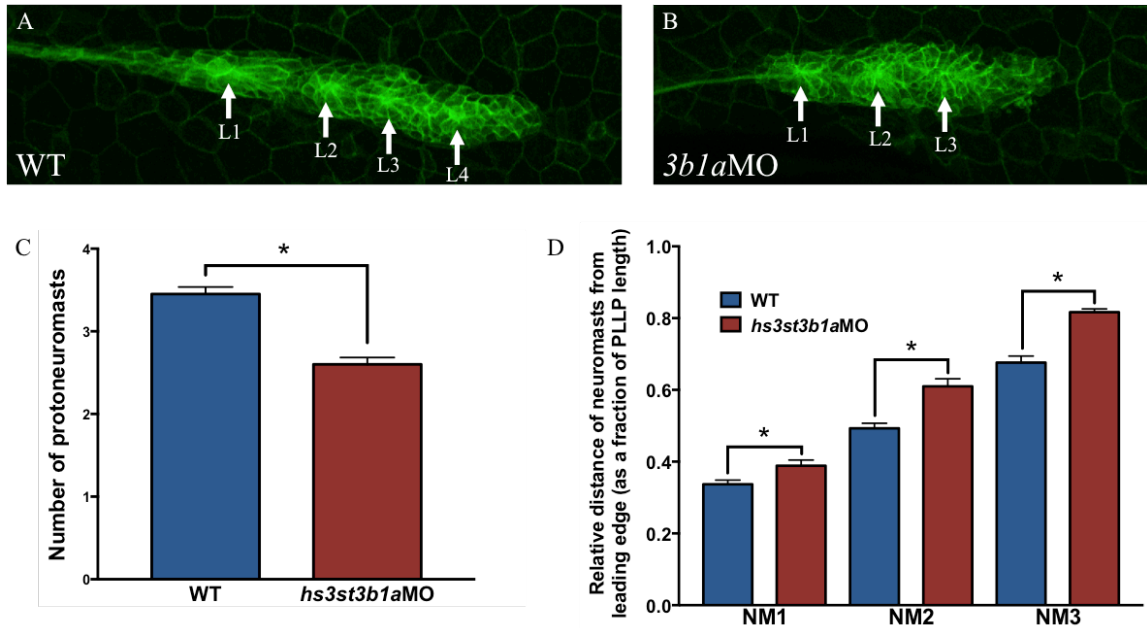 A
L1
L2
L3
L4
WT
B
L1
L2
L3
3b1aMO
C
Number of protoneuromasts
4
3
2
1
0
*
WT
hs3st3b1aMO
D
Relative distance of neuromasts from
leading edge (as a fraction of PLLP length)
1.0
0.8
0.6
0.4
0.2
0.0
WT
hs3st3b1aMO
*
*
*
NM1
NM2
NM3